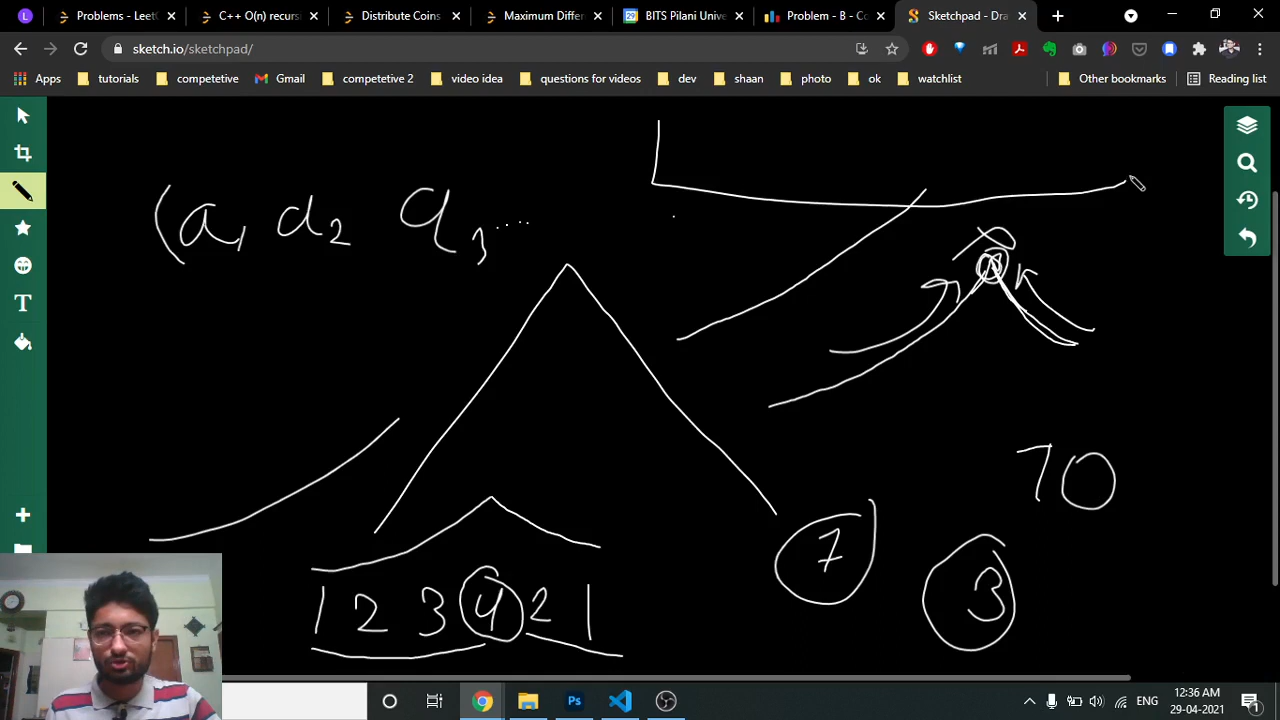 Problems - LeetC
C++ O(n) recurs
Distribute Coins
Maximum Differ
BITS Pilani Unive
Problem - B - Co
Sketchpad - Dra
sketch.io/sketchpad/
Apps
tutorials
competetive
Gmail
competetive 2
video idea
questions for videos
dev
shaan
photo
ok
watchlist
Other bookmarks
Reading list
(a1 a2 a3 ....
70
7
3
1 2 3 4 2 1
ENG
12:36 AM
29-04-2021